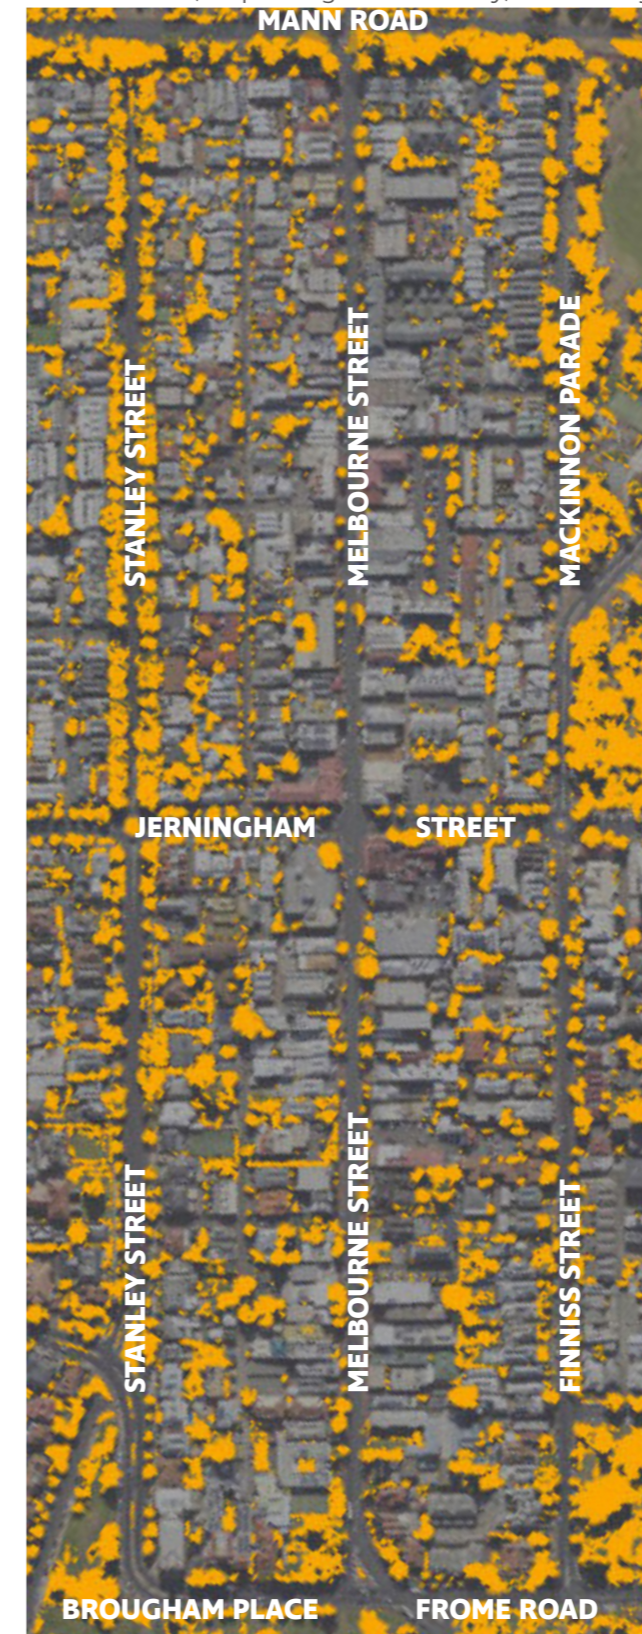 MANN ROAD
STANLEY STREET
MELBOURNE STREET
MACKINNON PARADE
JERNINGHAM STREET
STANLEY STREET
MELBOURNE STREET
FINNISS STREET
BROUGHAM PLACE
FROME ROAD